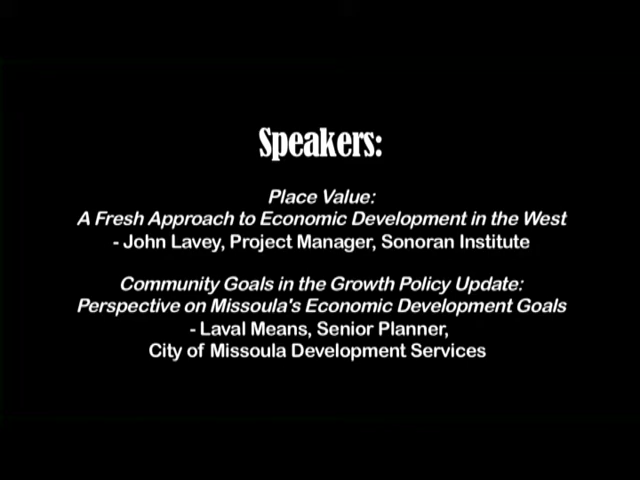 Speakers:
Place Value:
A Fresh Approach to Economic Development in the West
- John Lavey, Project Manager, Sonoran Institute
Community Goals in the Growth Policy Update:
Perspective on Missoula's Economic Development Goals
- Laval Means, Senior Planner,
City of Missoula Development Services